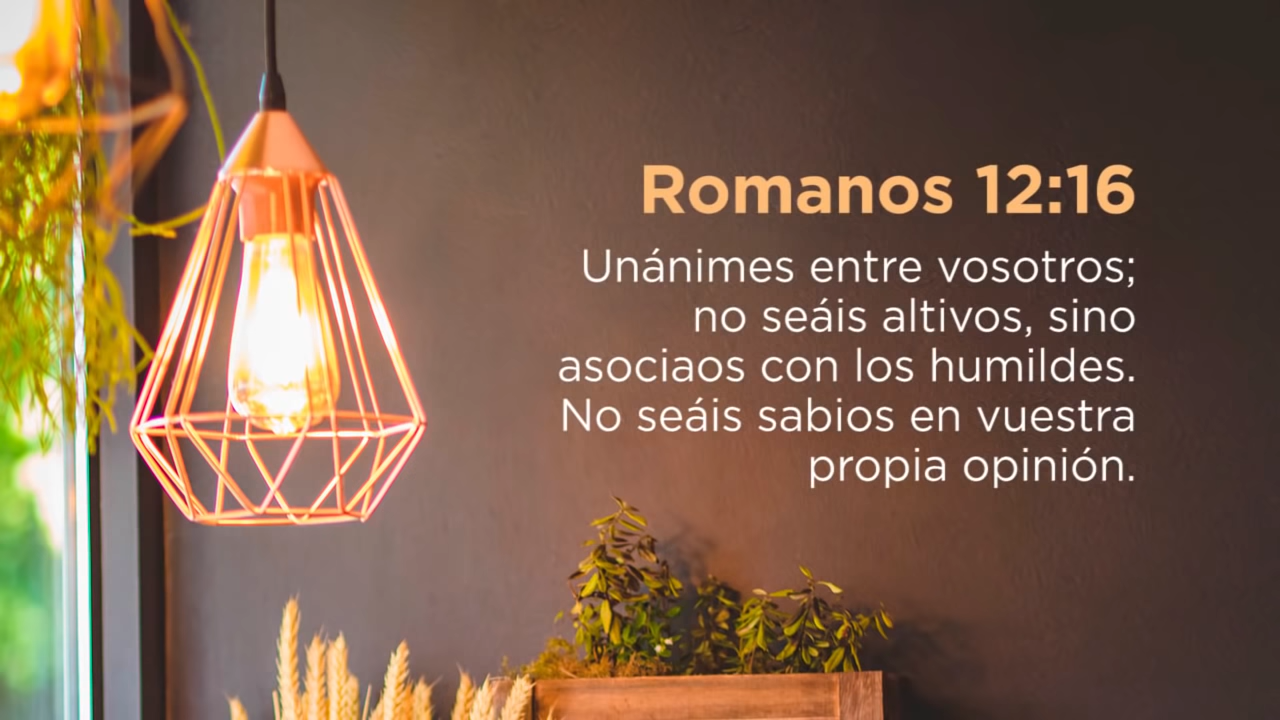 Romanos 12:16
Unánimes entre vosotros;
no seáis altivos, sino
asociaos con los humildes.
No seáis sabios en vuestra
propia opinión.